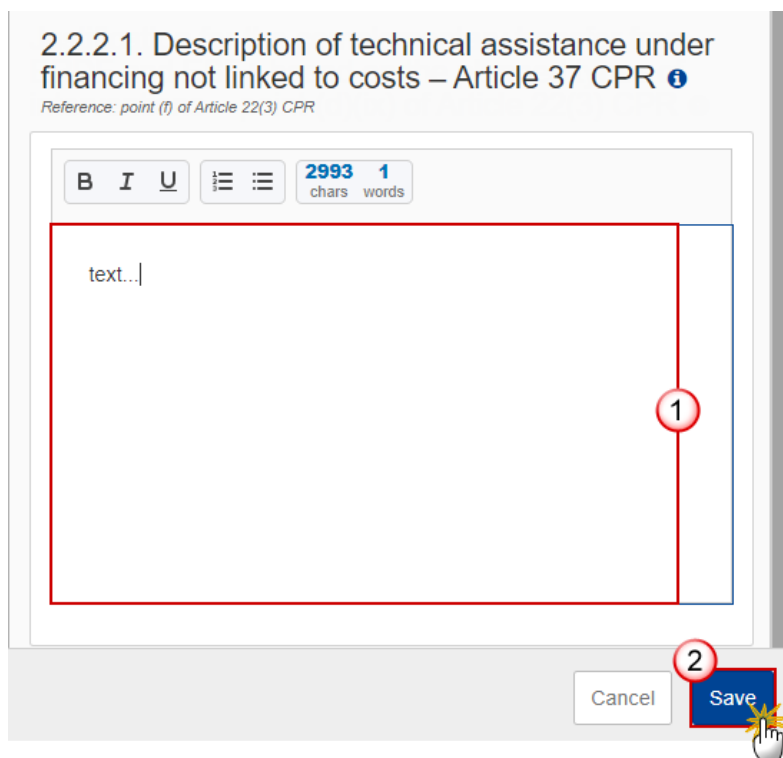 2.2.2.1. Description of technical assistance under
financing not linked to costs – Article 37 CPR i
Reference: point (f) of Article 22(3) CPR
B I U 2993 1
chars words
text...
1
2
Cancel Save